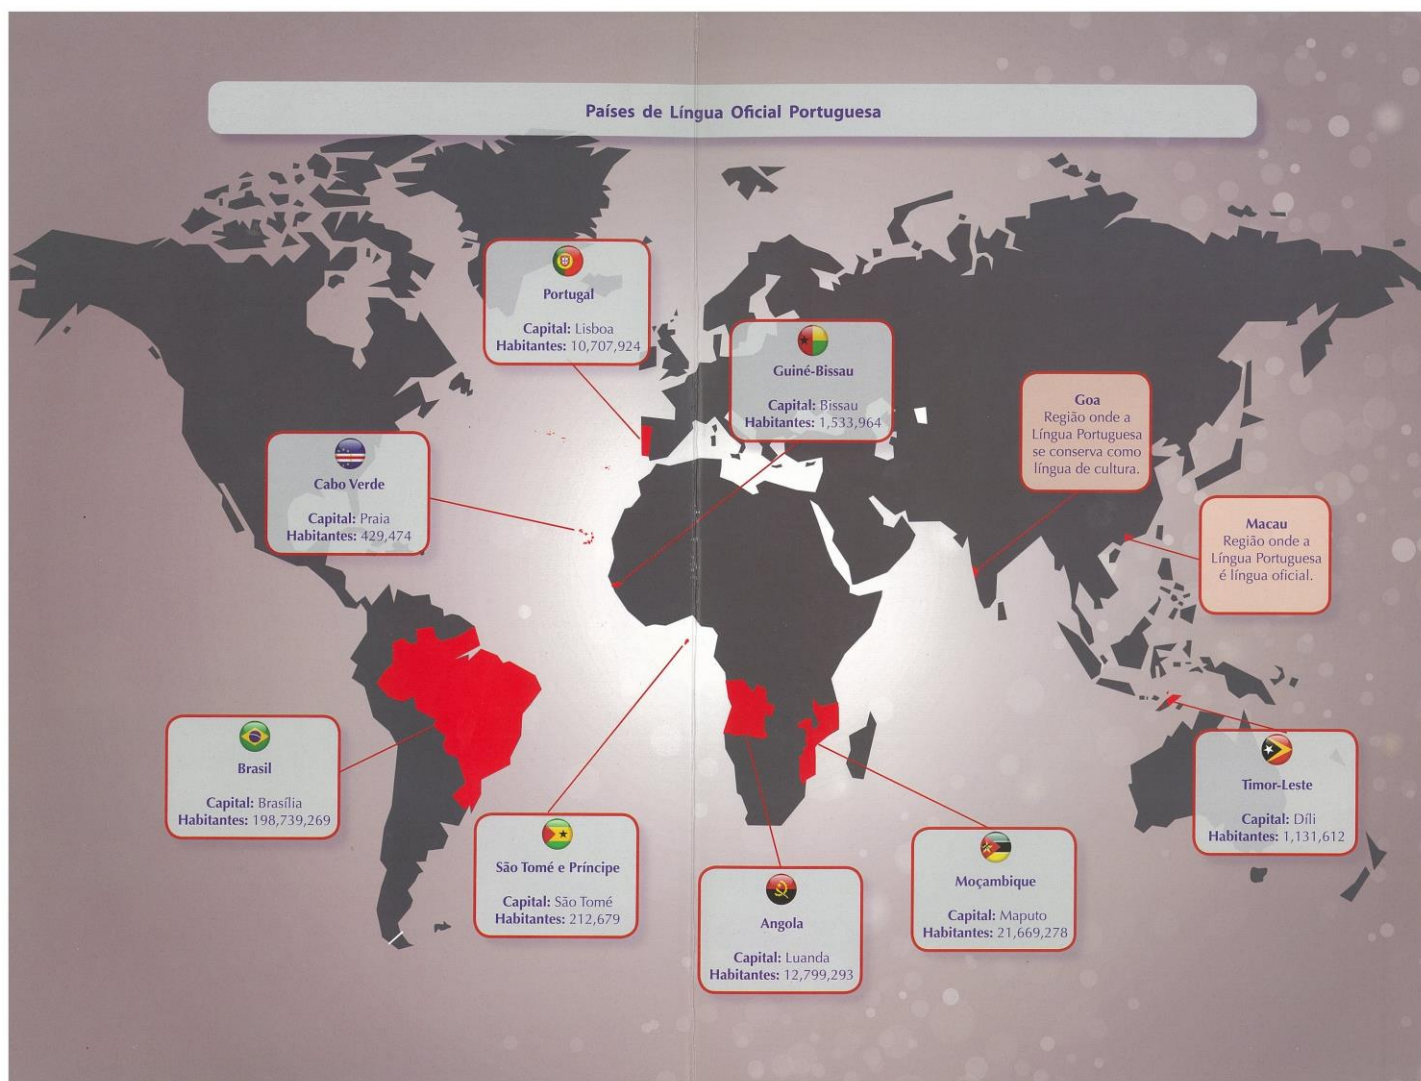 Países de Língua Oficial Portuguesa
Portugal
Capital: Lisboa
Habitantes: 10,707,924
Guiné-Bissau
Capital: Bissau
Habitantes: 1,533,964
Goa
Região onde a
Língua Portuguesa
se conserva como
língua de cultura.
Cabo Verde
Capital: Praia
Habitantes: 429,474
Macau
Região onde a
Língua Portuguesa
é língua oficial.
Brasil
Capital: Brasília
Habitantes: 198,739,269
Timor-Leste
Capital: Díli
Habitantes: 1,131,612
São Tomé e Príncipe
Capital: São Tomé
Habitantes: 212,679
Moçambique
Capital: Maputo
Habitantes: 21,669,278
Angola
Capital: Luanda
Habitantes: 12,799,293